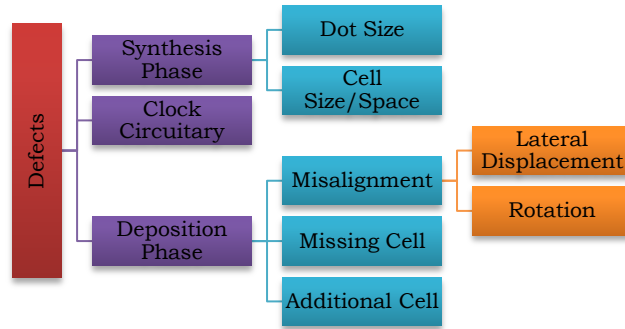 Defects
Synthesis
Phase
Dot Size
Cell
Size/Space
Clock
Circuitary
Deposition
Phase
Misalignment
Lateral
Displacement
Rotation
Missing Cell
Additional Cell